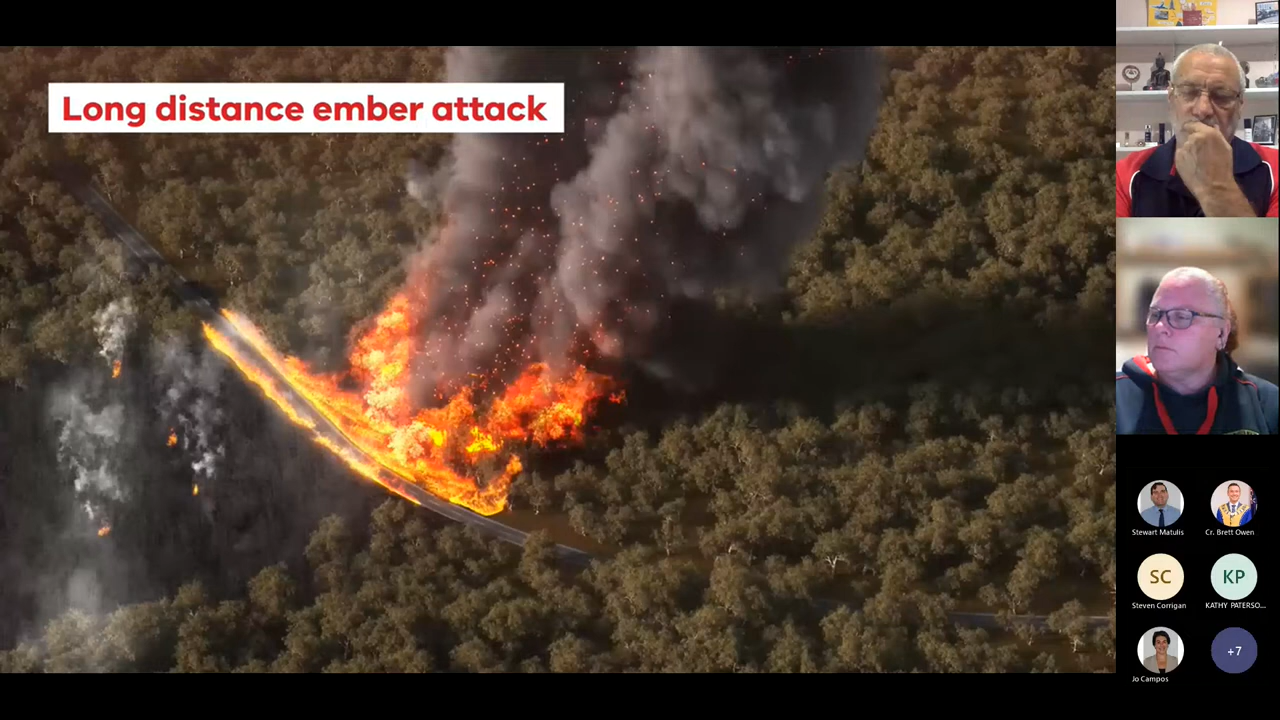 Long distance ember attack
Stewart Matulis
Cr. Brett Owen
SC
KP
Steven Corrigan
KATHY PATERSO...
Jo Campos
+7